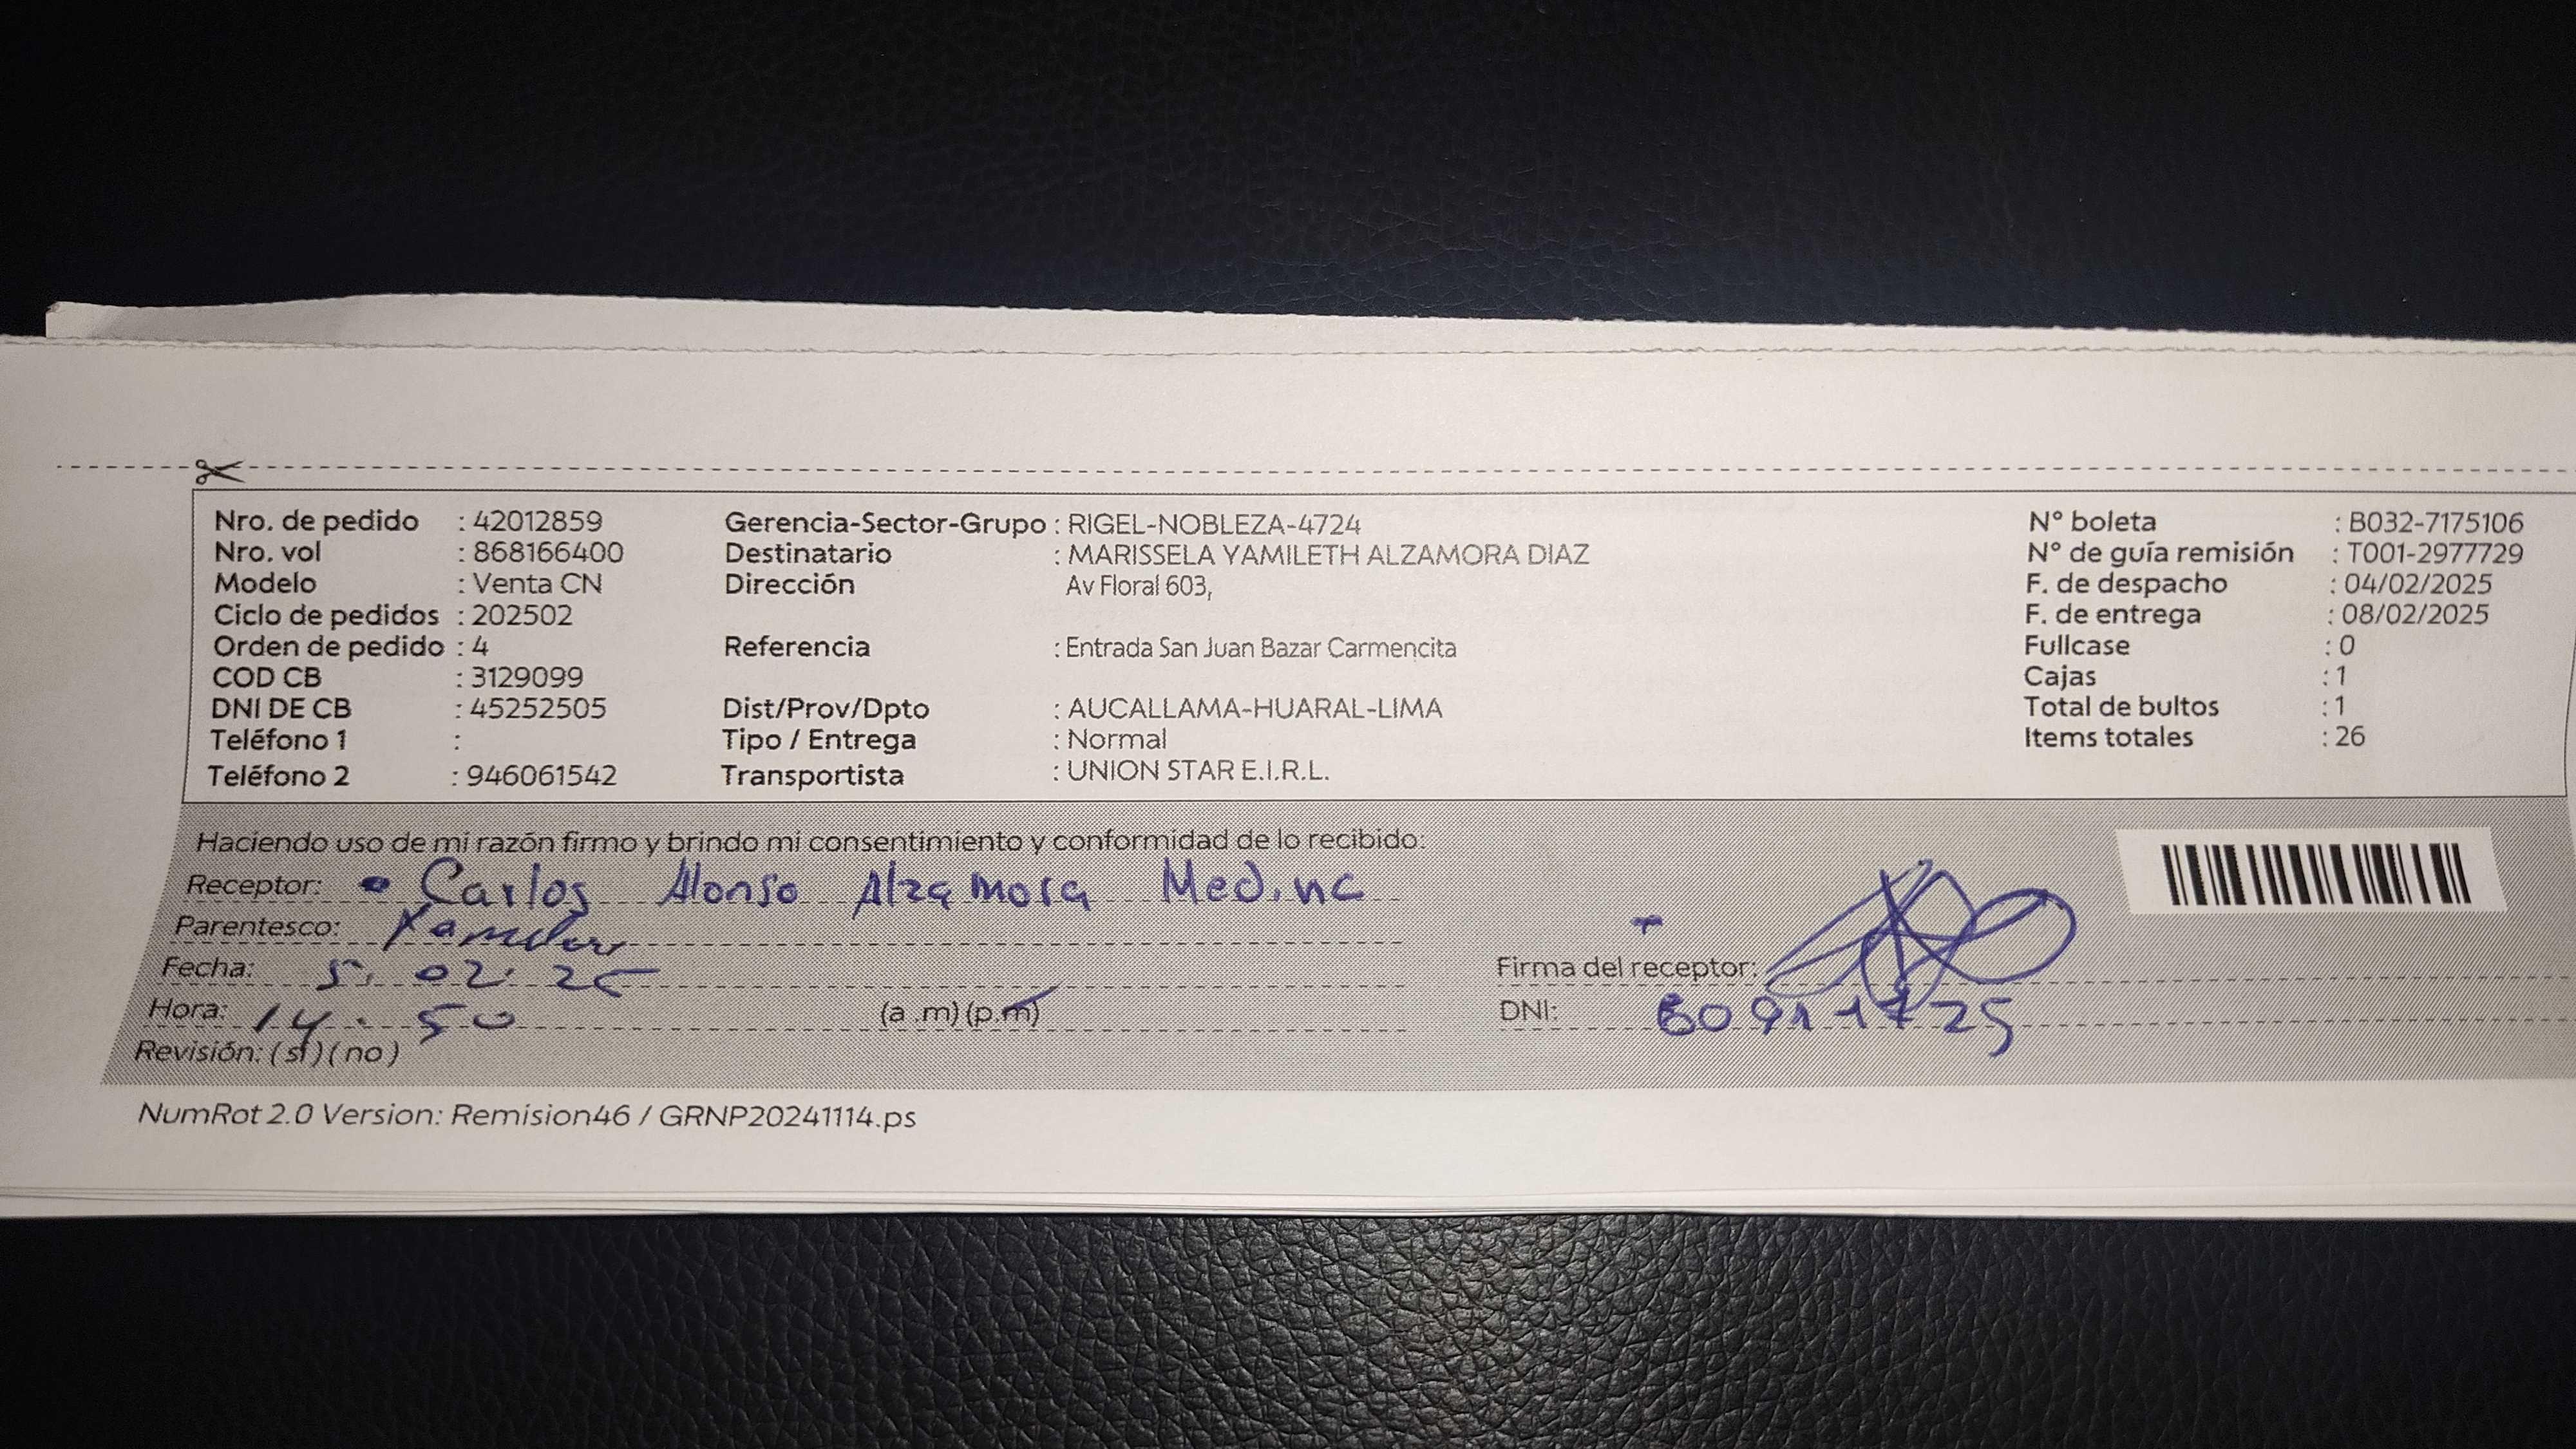 Nro. de pedido : 42012859
Nro. vol : 868166400
Modelo : Venta CN
Ciclo de pedidos : 202502
Orden de pedido : 4
COD CB : 3129099
DNI DE CB : 45252505
Teléfono 1 :
Teléfono 2 : 946061542
Gerencia-Sector-Grupo : RIGEL-NOBLEZA-4724
Destinatario : MARISSELA YAMILETH ALZAMORA DIAZ
Dirección Av Floral 603,
Referencia : Entrada San Juan Bazar Carmencita
Dist/Prov/Dpto : AUCALLAMA-HUARAL-LIMA
Tipo / Entrega : Normal
Transportista : UNION STAR E.I.R.L.
N° boleta : B032-7175106
N° de guía remisión : T001-2977729
F. de despacho : 04/02/2025
F. de entrega : 08/02/2025
Fullcase : 0
Cajas : 1
Total de bultos : 1
Items totales : 26
Haciendo uso de mi razón firmo y brindo mi consentimiento y conformidad de lo recibido:
Receptor: Carlos Alonso Alzamora Medina
Parentesco:
Fecha: 5. 02. 25
Hora: 14. 50 (a .m) (p.m)
Revisión: (sí) (no)
Firma del receptor:
DNI: 60911725
NumRot 2.0 Version: Remision46 / GRNP20241114.ps